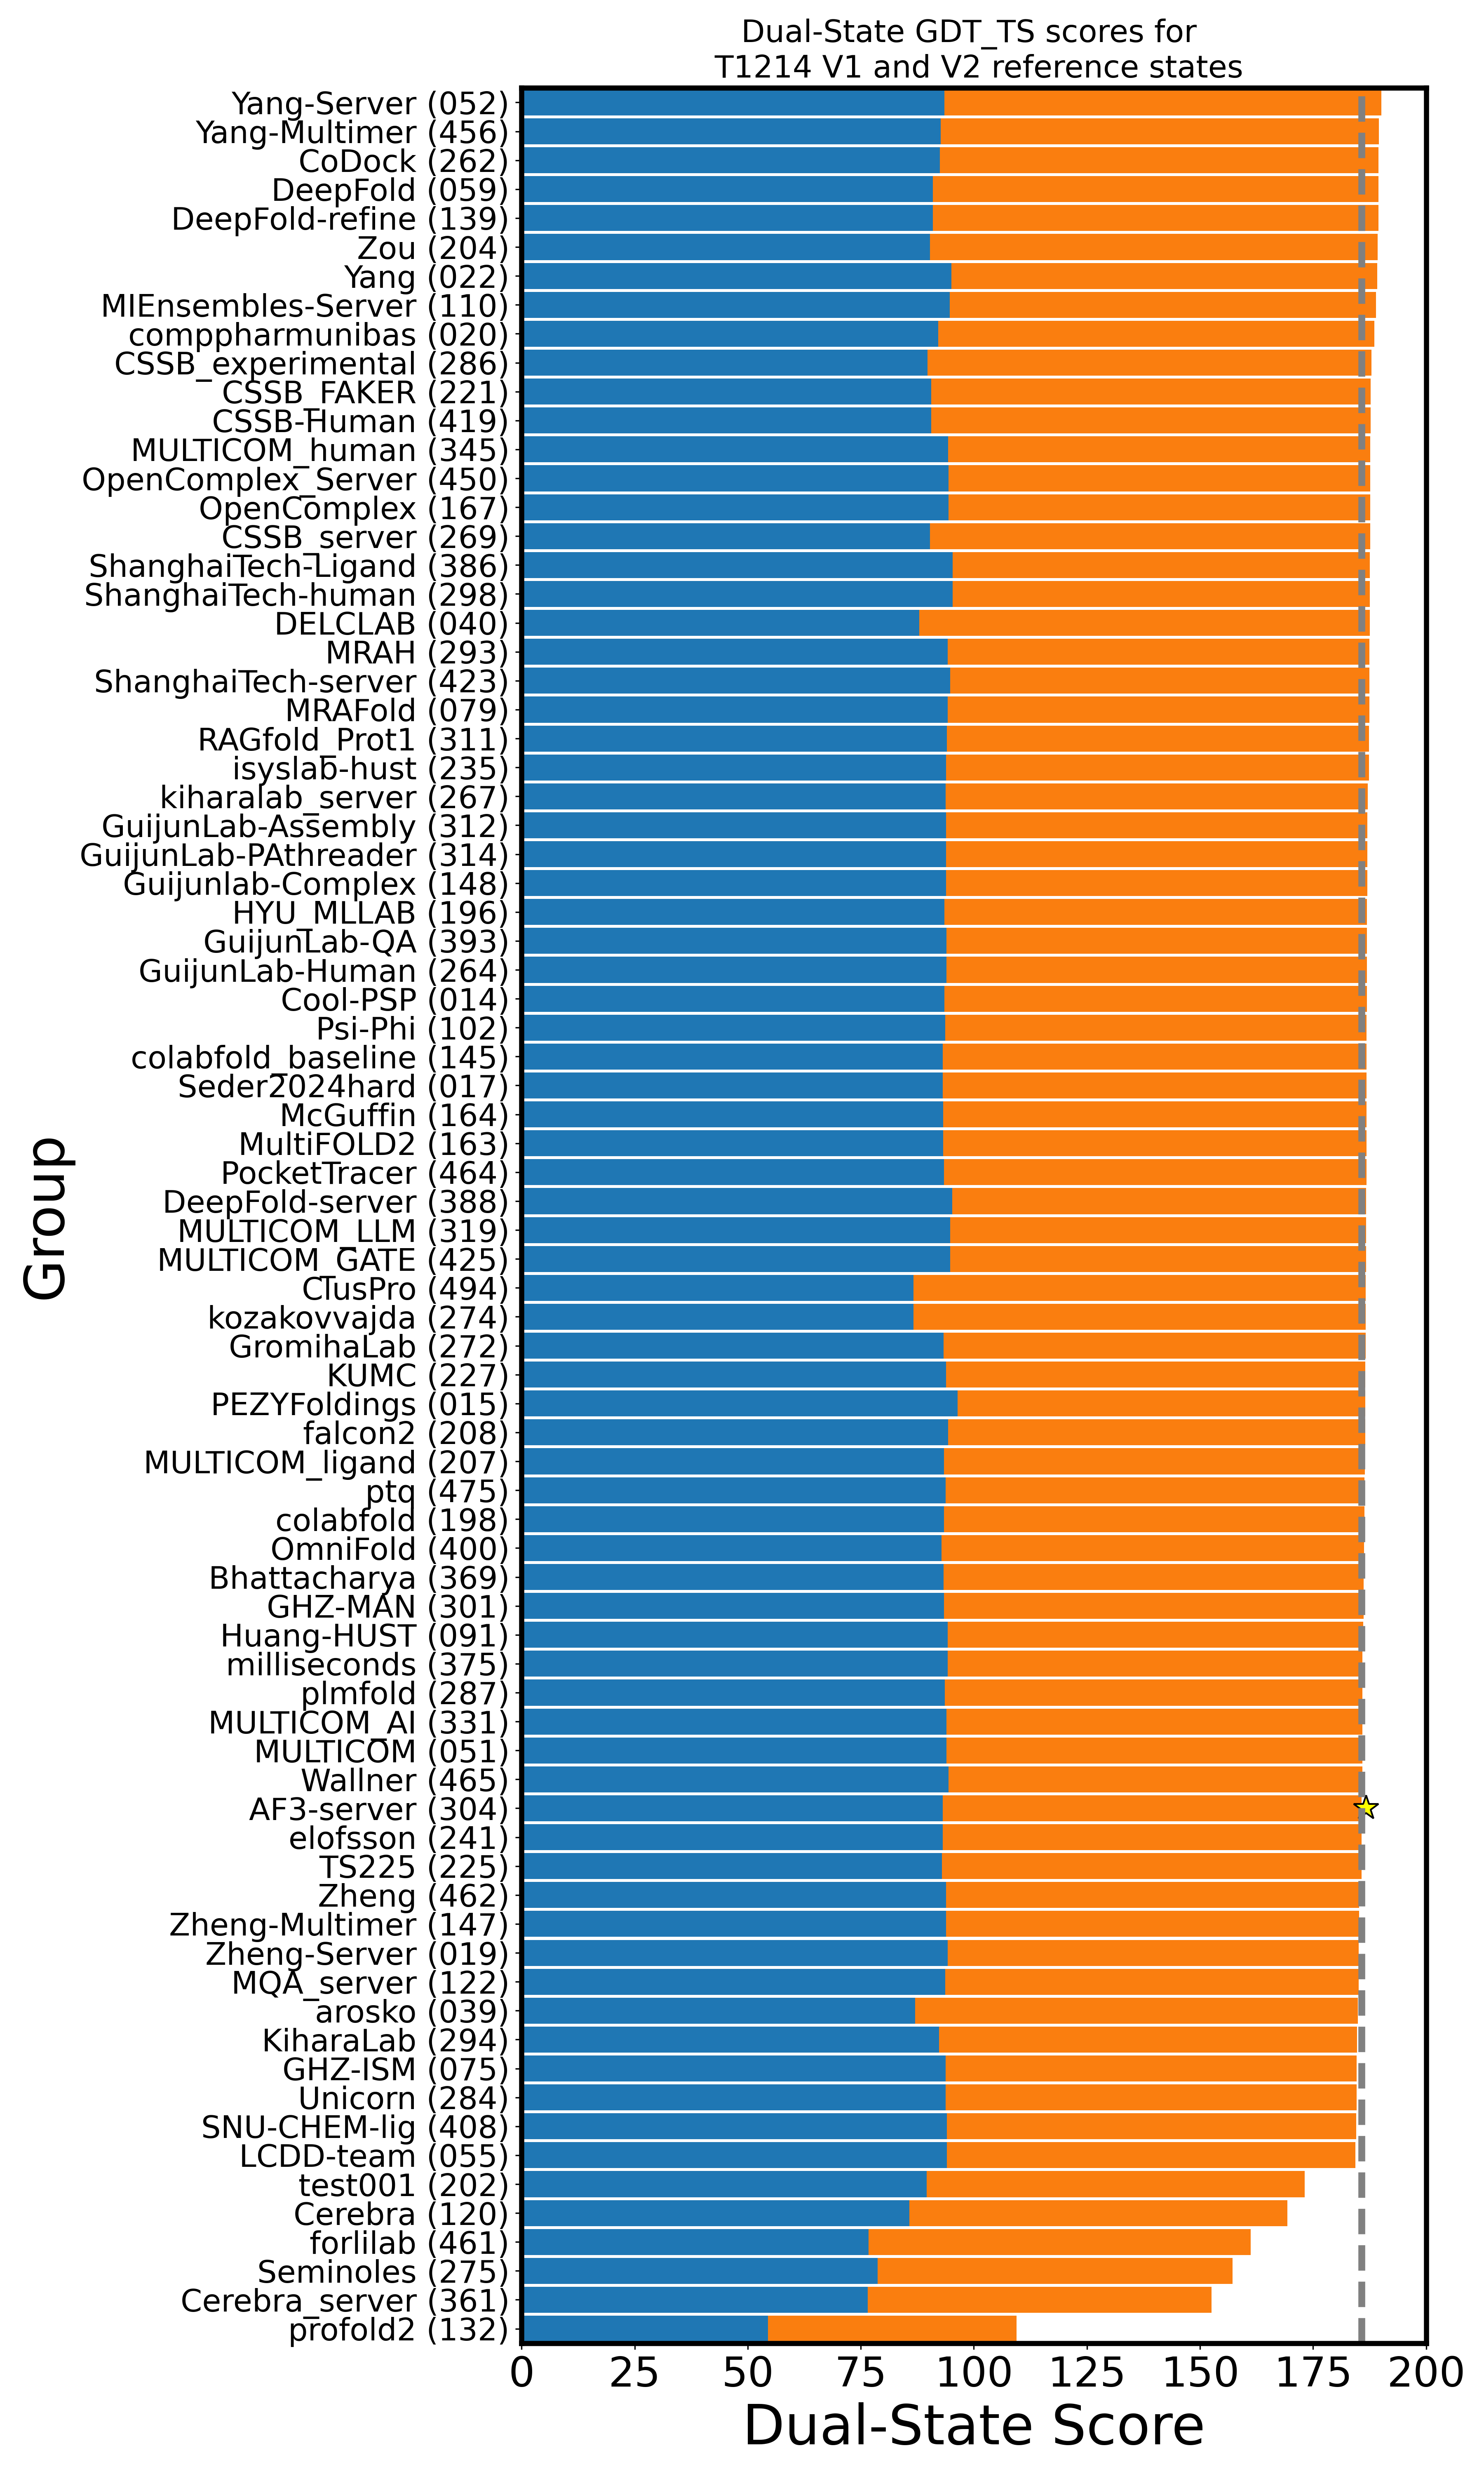 Dual-State GDT_TS scores for
T1214 V1 and V2 reference states
Yang-Server (052)
Yang-Multimer (456)
CoDock (262)
DeepFold (059)
DeepFold-refine (139)
Zou (204)
Yang (022)
MIEnsembles-Server (110)
comppharmunibas (020)
CSSB_experimental (286)
CSSB_FAKER (221)
CSSB-Human (419)
MULTICOM_human (345)
OpenComplex_Server (450)
OpenComplex (167)
CSSB_server (269)
ShanghaiTech-Ligand (386)
ShanghaiTech-human (298)
DELCLAB (040)
MRAH (293)
ShanghaiTech-server (423)
MRAFold (079)
RAGfold_Prot1 (311)
isyslab-hust (235)
kiharalab_server (267)
GuijunLab-Assembly (312)
GuijunLab-PAthreader (314)
Guijunlab-Complex (148)
HYU_MLLAB (196)
GuijunLab-QA (393)
GuijunLab-Human (264)
Cool-PSP (014)
Psi-Phi (102)
colabfold_baseline (145)
Seder2024hard (017)
McGuffin (164)
MultiFOLD2 (163)
PocketTracer (464)
DeepFold-server (388)
MULTICOM_LLM (319)
MULTICOM_GATE (425)
CTusPro (494)
kozakovvajda (274)
GromihaLab (272)
KUMC (227)
PEZYFoldings (015)
falcon2 (208)
MULTICOM_ligand (207)
ptq (475)
colabfold (198)
OmniFold (400)
Bhattacharya (369)
GHZ-MAN (301)
Huang-HUST (091)
milliseconds (375)
plmfold (287)
MULTICOM_AI (331)
MULTICOM (051)
Wallner (465)
AF3-server (304)
elofsson (241)
TS225 (225)
Zheng (462)
Zheng-Multimer (147)
Zheng-Server (019)
MQA_server (122)
arosko (039)
KiharaLab (294)
GHZ-ISM (075)
Unicorn (284)
SNU-CHEM-lig (408)
LCDD-team (055)
test001 (202)
Cerebra (120)
forlilab (461)
Seminoles (275)
Cerebra_server (361)
profold2 (132)
Group
0 25 50 75 100 125 150 175 200
Dual-State Score